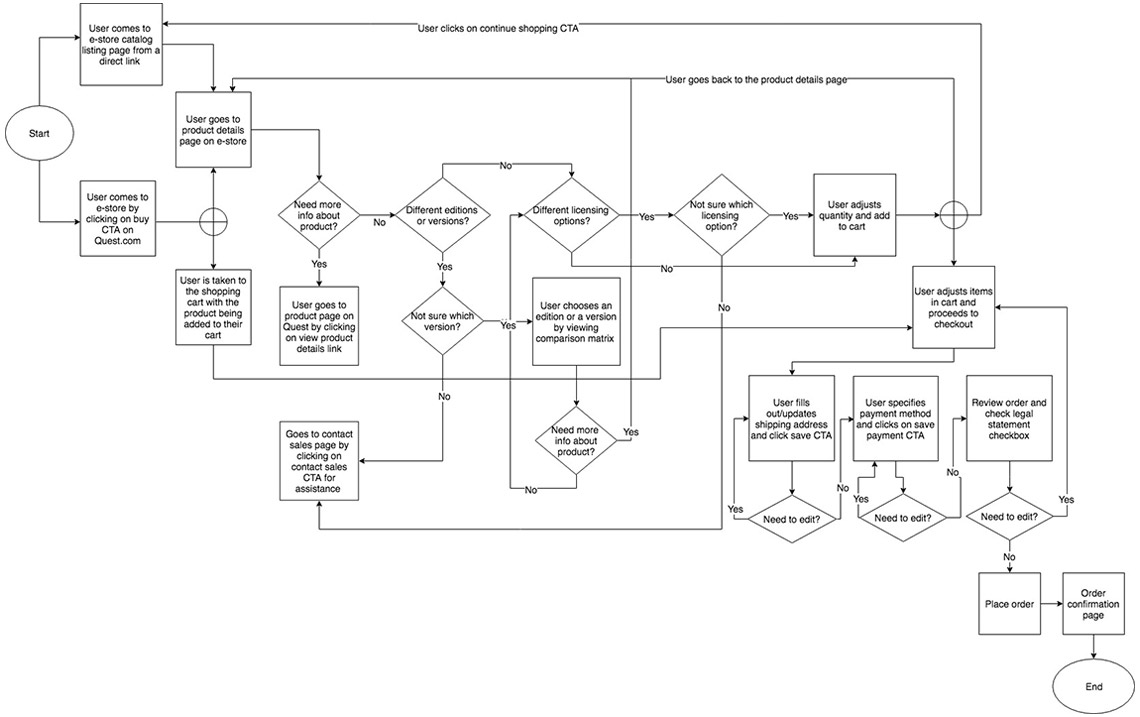 User comes to
e-store catalog
listing page from a
direct link
User clicks on continue shopping CTA
User goes back to the product details page
Start
User goes to
product details
page on e-store
User comes to
e-store by
clicking on buy
CTA on
Quest.com
Need more
info about
product?
No
Yes
Different editions
or versions?
No
Yes
Different licensing
options?
Yes
No
Not sure which
licensing
option?
Yes
No
User adjusts
quantity and add
to cart
User is taken to
the shopping
cart with the
product being
added to their
cart
User goes to
product page on
Quest by clicking
on view product
details link
Not sure which
version?
Yes
No
User chooses an
edition or a version
by viewing
comparison matrix
User adjusts items
in cart and
proceeds to
checkout
Goes to contact
sales page by
clicking on
contact sales
CTA for
assistance
Need more
info about
product?
Yes
No
User fills
out/updates
shipping address
and click save CTA
User specifies
payment method
and clicks on save
payment CTA
Review order and
check legal
statement
checkbox
Need to edit?
Yes
No
Need to edit?
Yes
No
Need to edit?
Yes
No
Place order
Order
confirmation
page
End